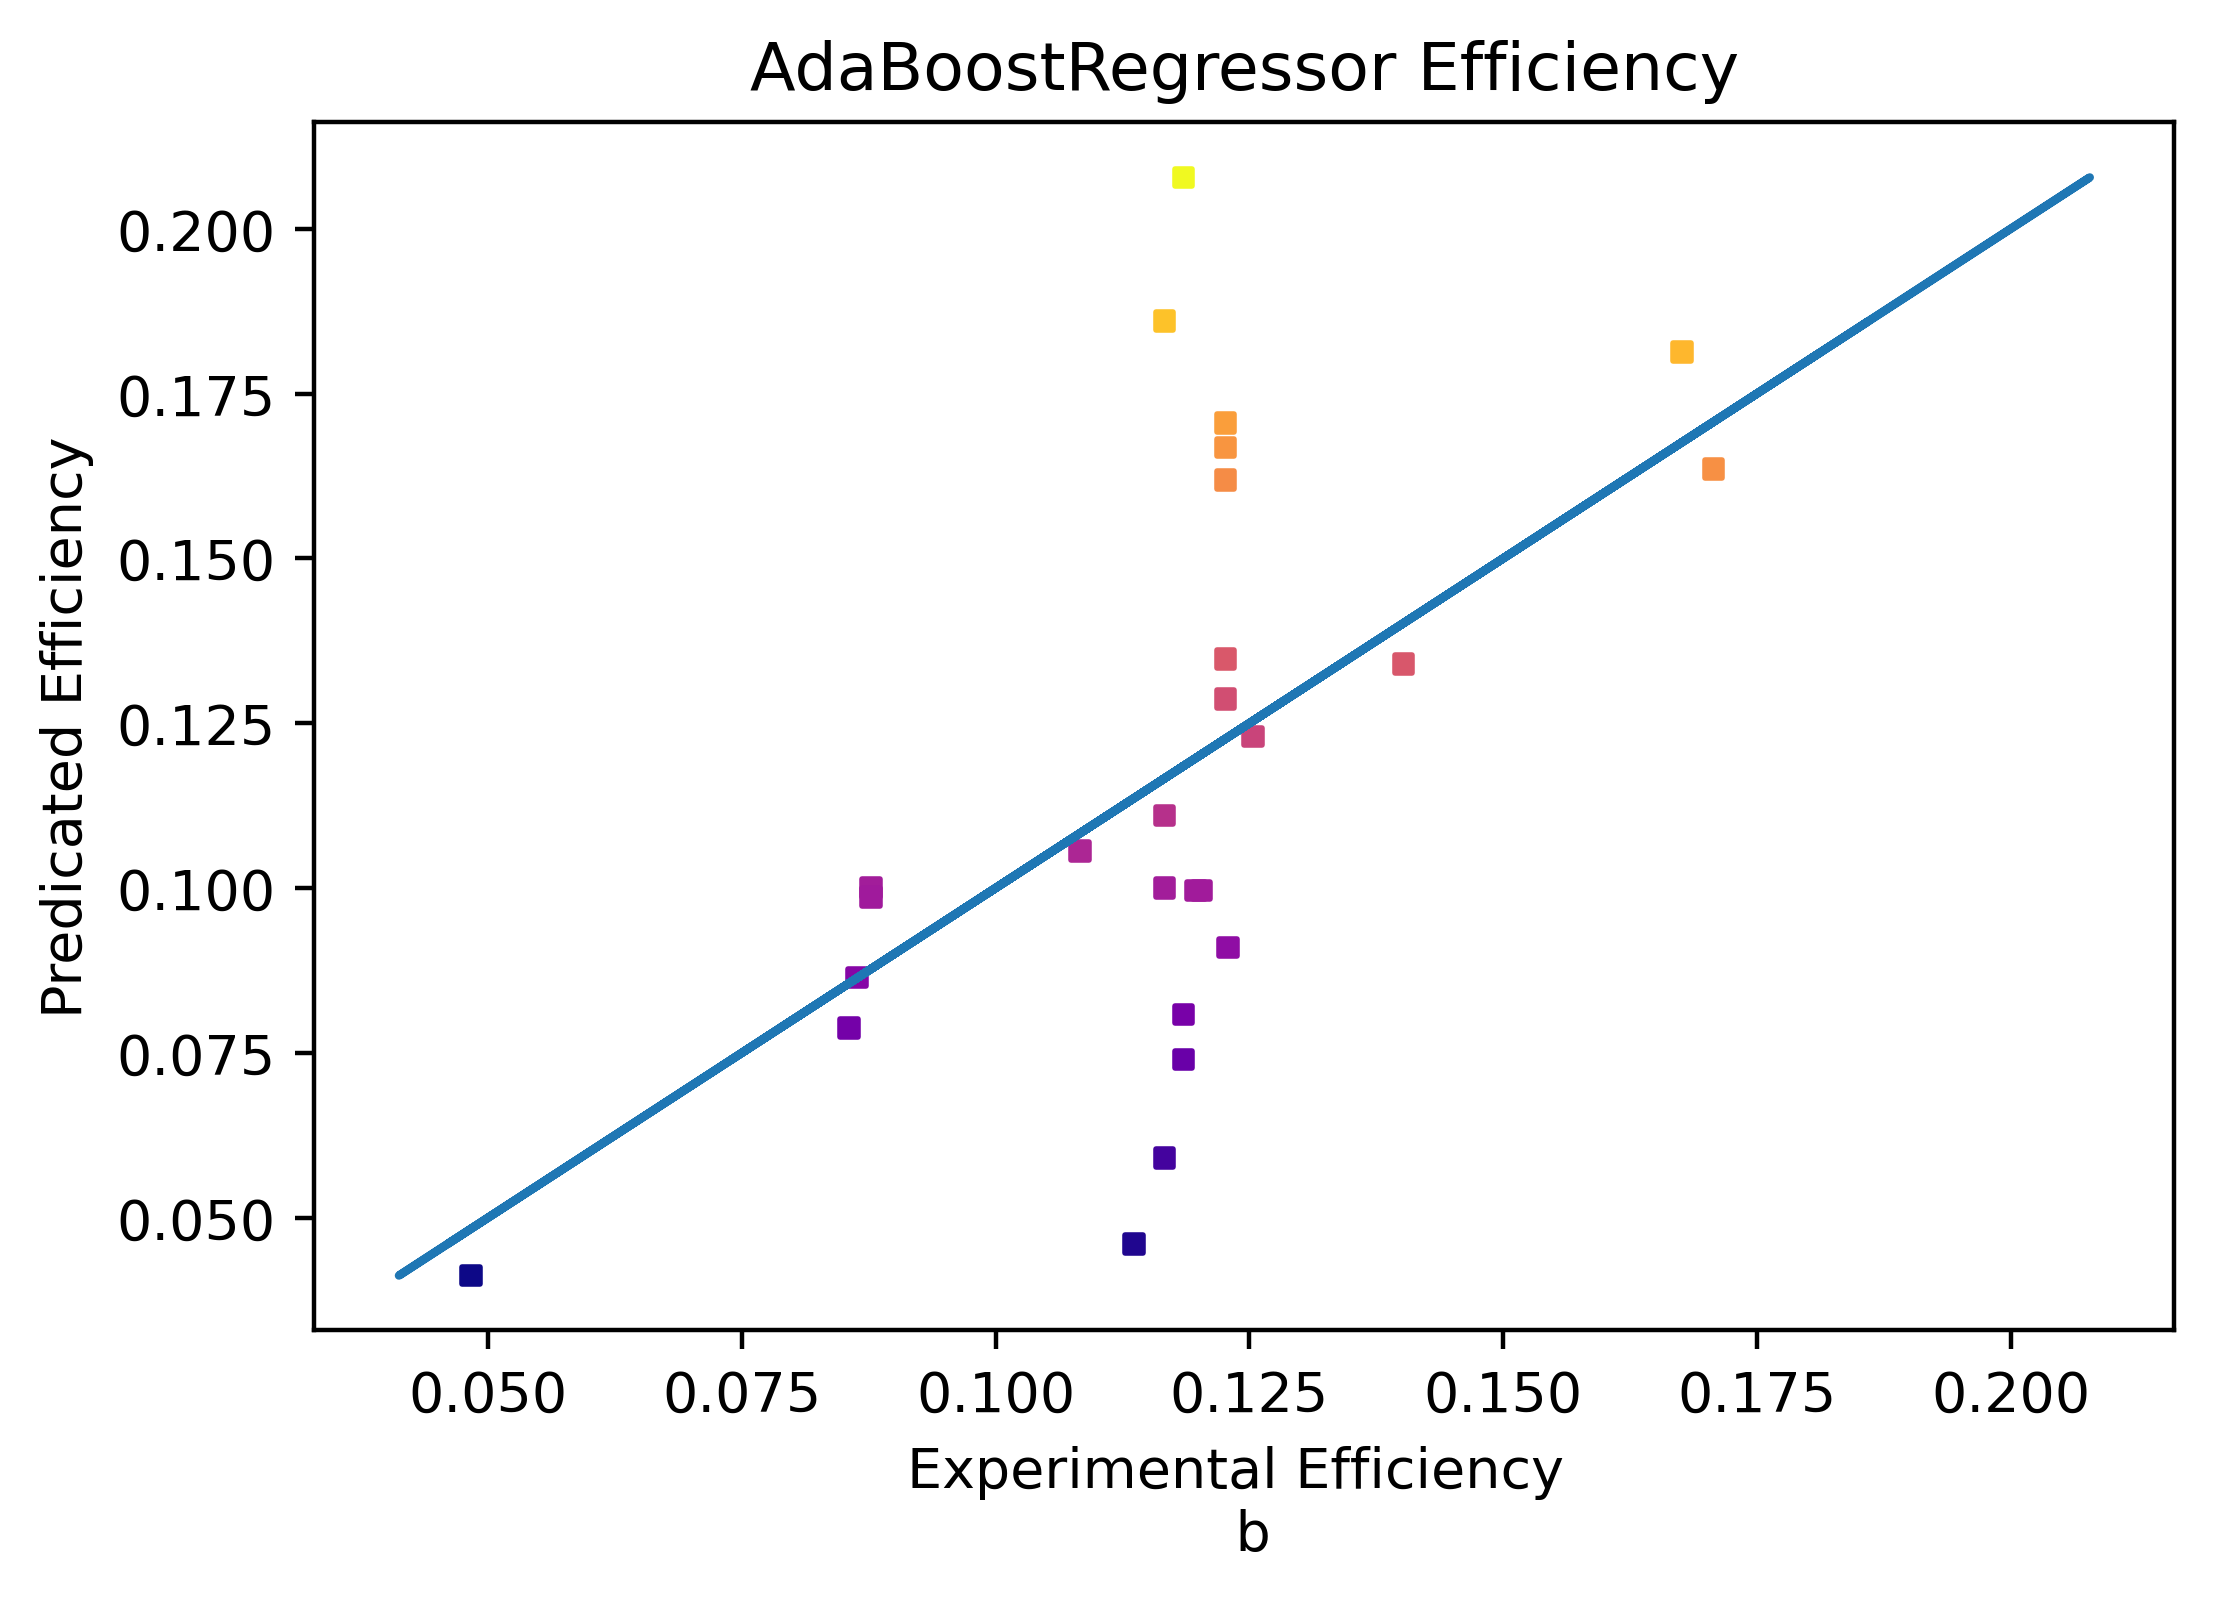 AdaBoostRegressor Efficiency
0.200
0.175
0.150
0.125
0.100
0.075
0.050
Predicated Efficiency
0.050 0.075 0.100 0.125 0.150 0.175 0.200
Experimental Efficiency
b